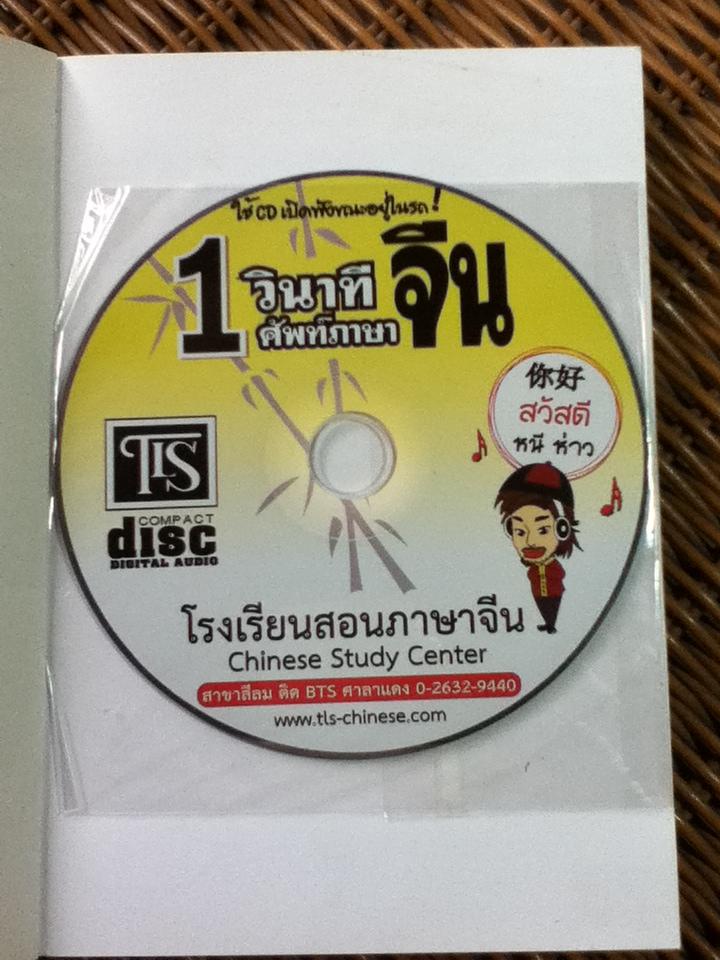 ใช้ CD เปิดฟังขณะอยู่ในรถ!
1 วินาที
ศัพท์ภาษา จีน
你好
สวัสดี
หนี ห่าว
TLS
COMPACT
disc
DIGITAL AUDIO
โรงเรียนสอนภาษาจีน
Chinese Study Center
สาขาสีลม ติด BTS ศาลาแดง 0-2632-9440
www.tls-chinese.com